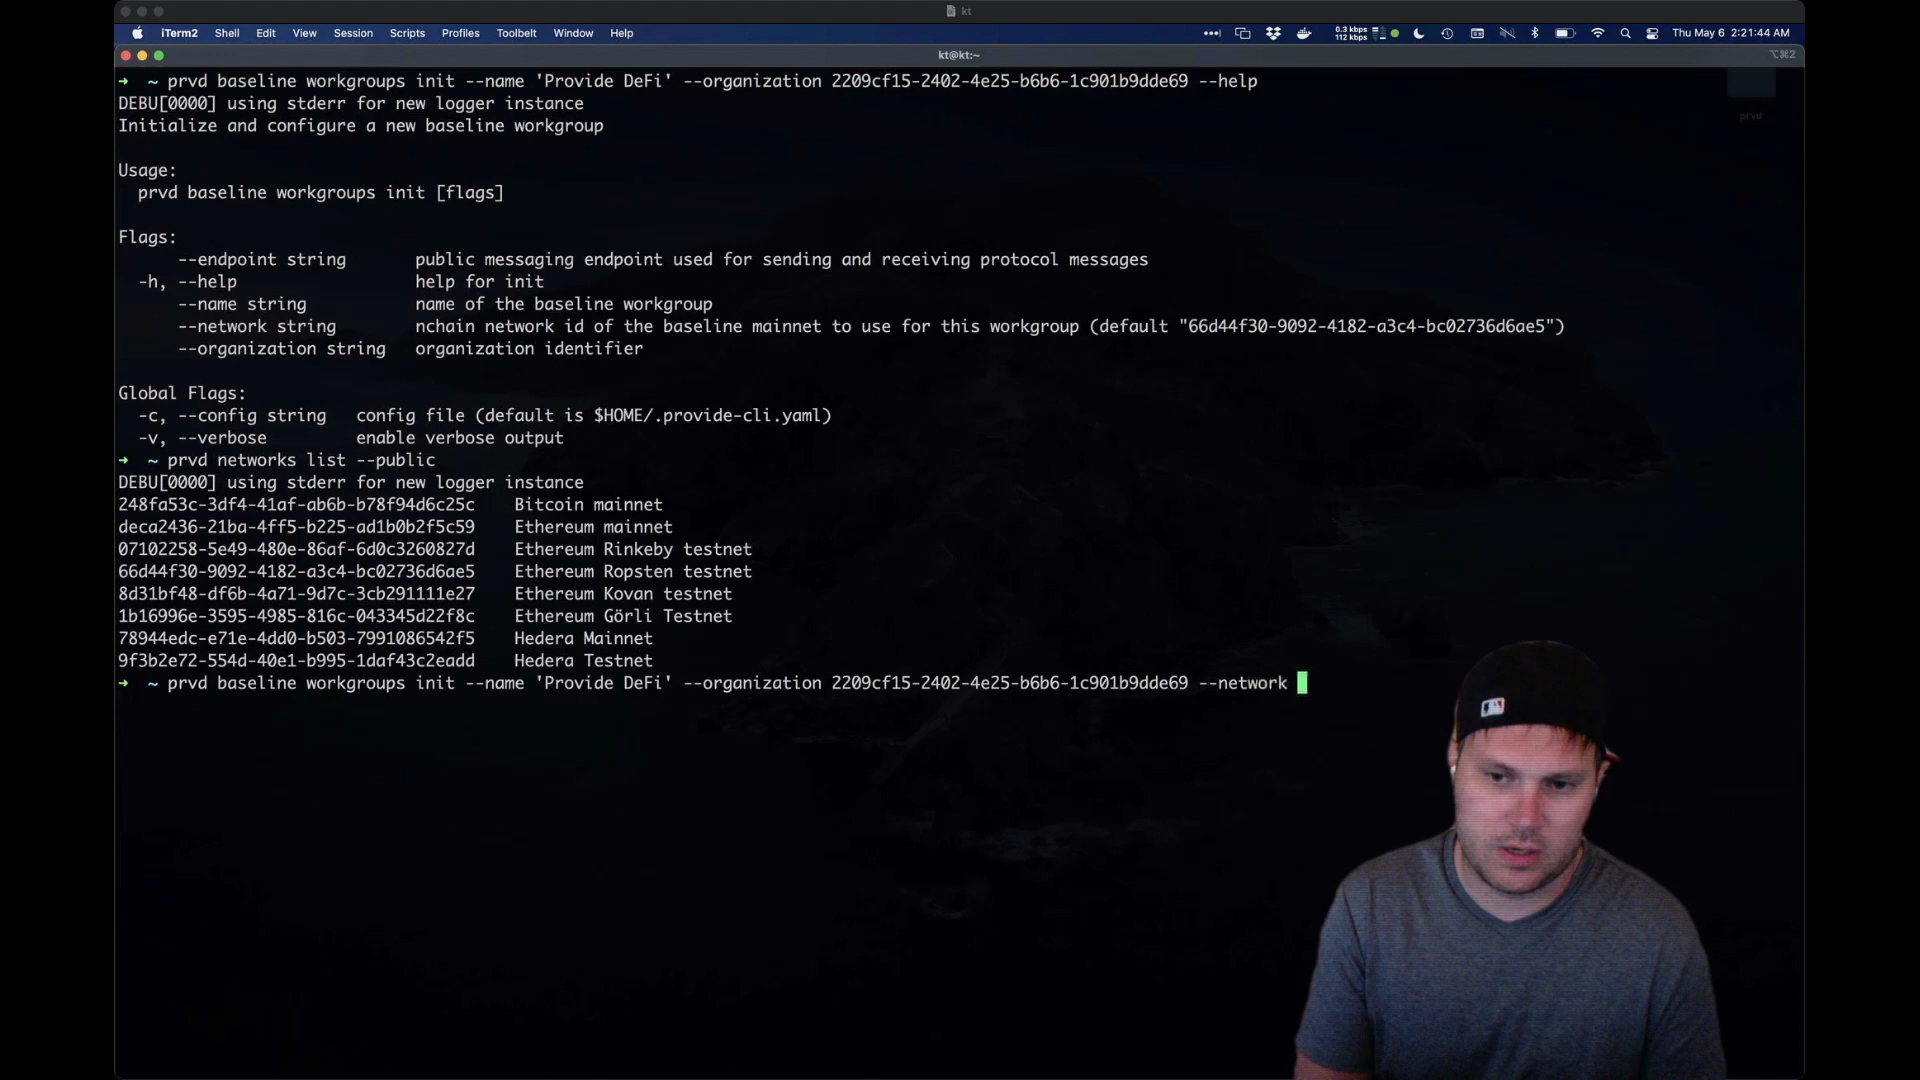 kt
iTerm2 Shell Edit View Session Scripts Profiles Toolbelt Window Help 0.3 kbps 112 kbps Thu May 6 2:21:44 AM
kt@kt:~ ⌥⌘2
➜ ~ prvd baseline workgroups init --name 'Provide DeFi' --organization 2209cf15-2402-4e25-b6b6-1c901b9dde69 --help
DEBU[0000] using stderr for new logger instance
Initialize and configure a new baseline workgroup
prvd
Usage:
prvd baseline workgroups init [flags]
Flags:
--endpoint string public messaging endpoint used for sending and receiving protocol messages
-h, --help help for init
--name string name of the baseline workgroup
--network string nchain network id of the baseline mainnet to use for this workgroup (default "66d44f30-9092-4182-a3c4-bc02736d6ae5")
--organization string organization identifier
Global Flags:
-c, --config string config file (default is $HOME/.provide-cli.yaml)
-v, --verbose enable verbose output
➜ ~ prvd networks list --public
DEBU[0000] using stderr for new logger instance
248fa53c-3df4-41af-ab6b-b78f94d6c25c Bitcoin mainnet
deca2436-21ba-4ff5-b225-ad1b0b2f5c59 Ethereum mainnet
07102258-5e49-480e-86af-6d0c3260827d Ethereum Rinkeby testnet
66d44f30-9092-4182-a3c4-bc02736d6ae5 Ethereum Ropsten testnet
8d31bf48-df6b-4a71-9d7c-3cb291111e27 Ethereum Kovan testnet
1b16996e-3595-4985-816c-043345d22f8c Ethereum Görli Testnet
78944edc-e71e-4dd0-b503-7991086542f5 Hedera Mainnet
9f3b2e72-554d-40e1-b995-1daf43c2eadd Hedera Testnet
➜ ~ prvd baseline workgroups init --name 'Provide DeFi' --organization 2209cf15-2402-4e25-b6b6-1c901b9dde69 --network